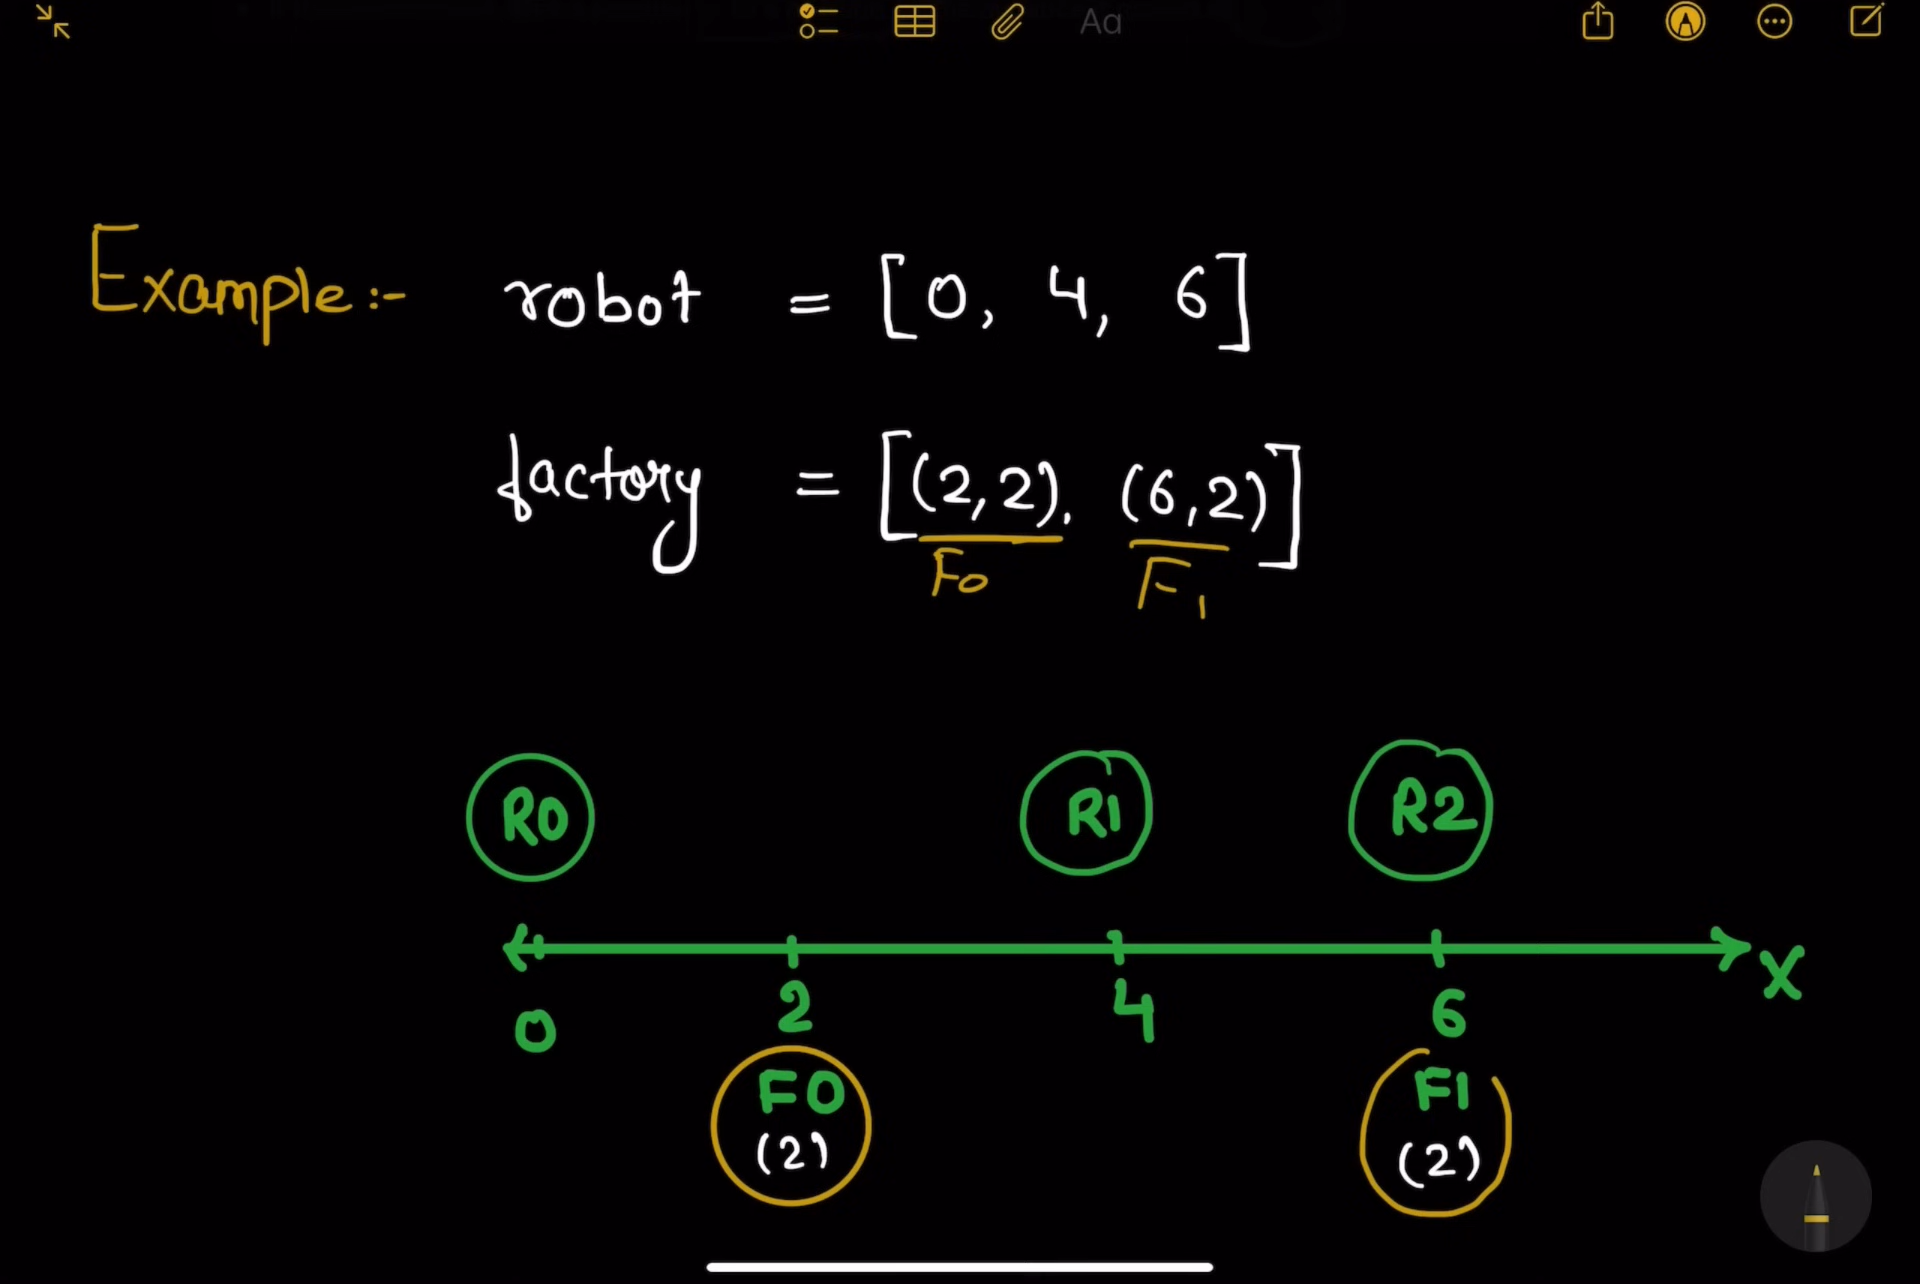 Aa
Example:- robot = [0, 4, 6]
factory = [(2,2), (6,2)]
F0 F1
R0 R1 R2
0 2 4 6 X
F0 F1
(2) (2)